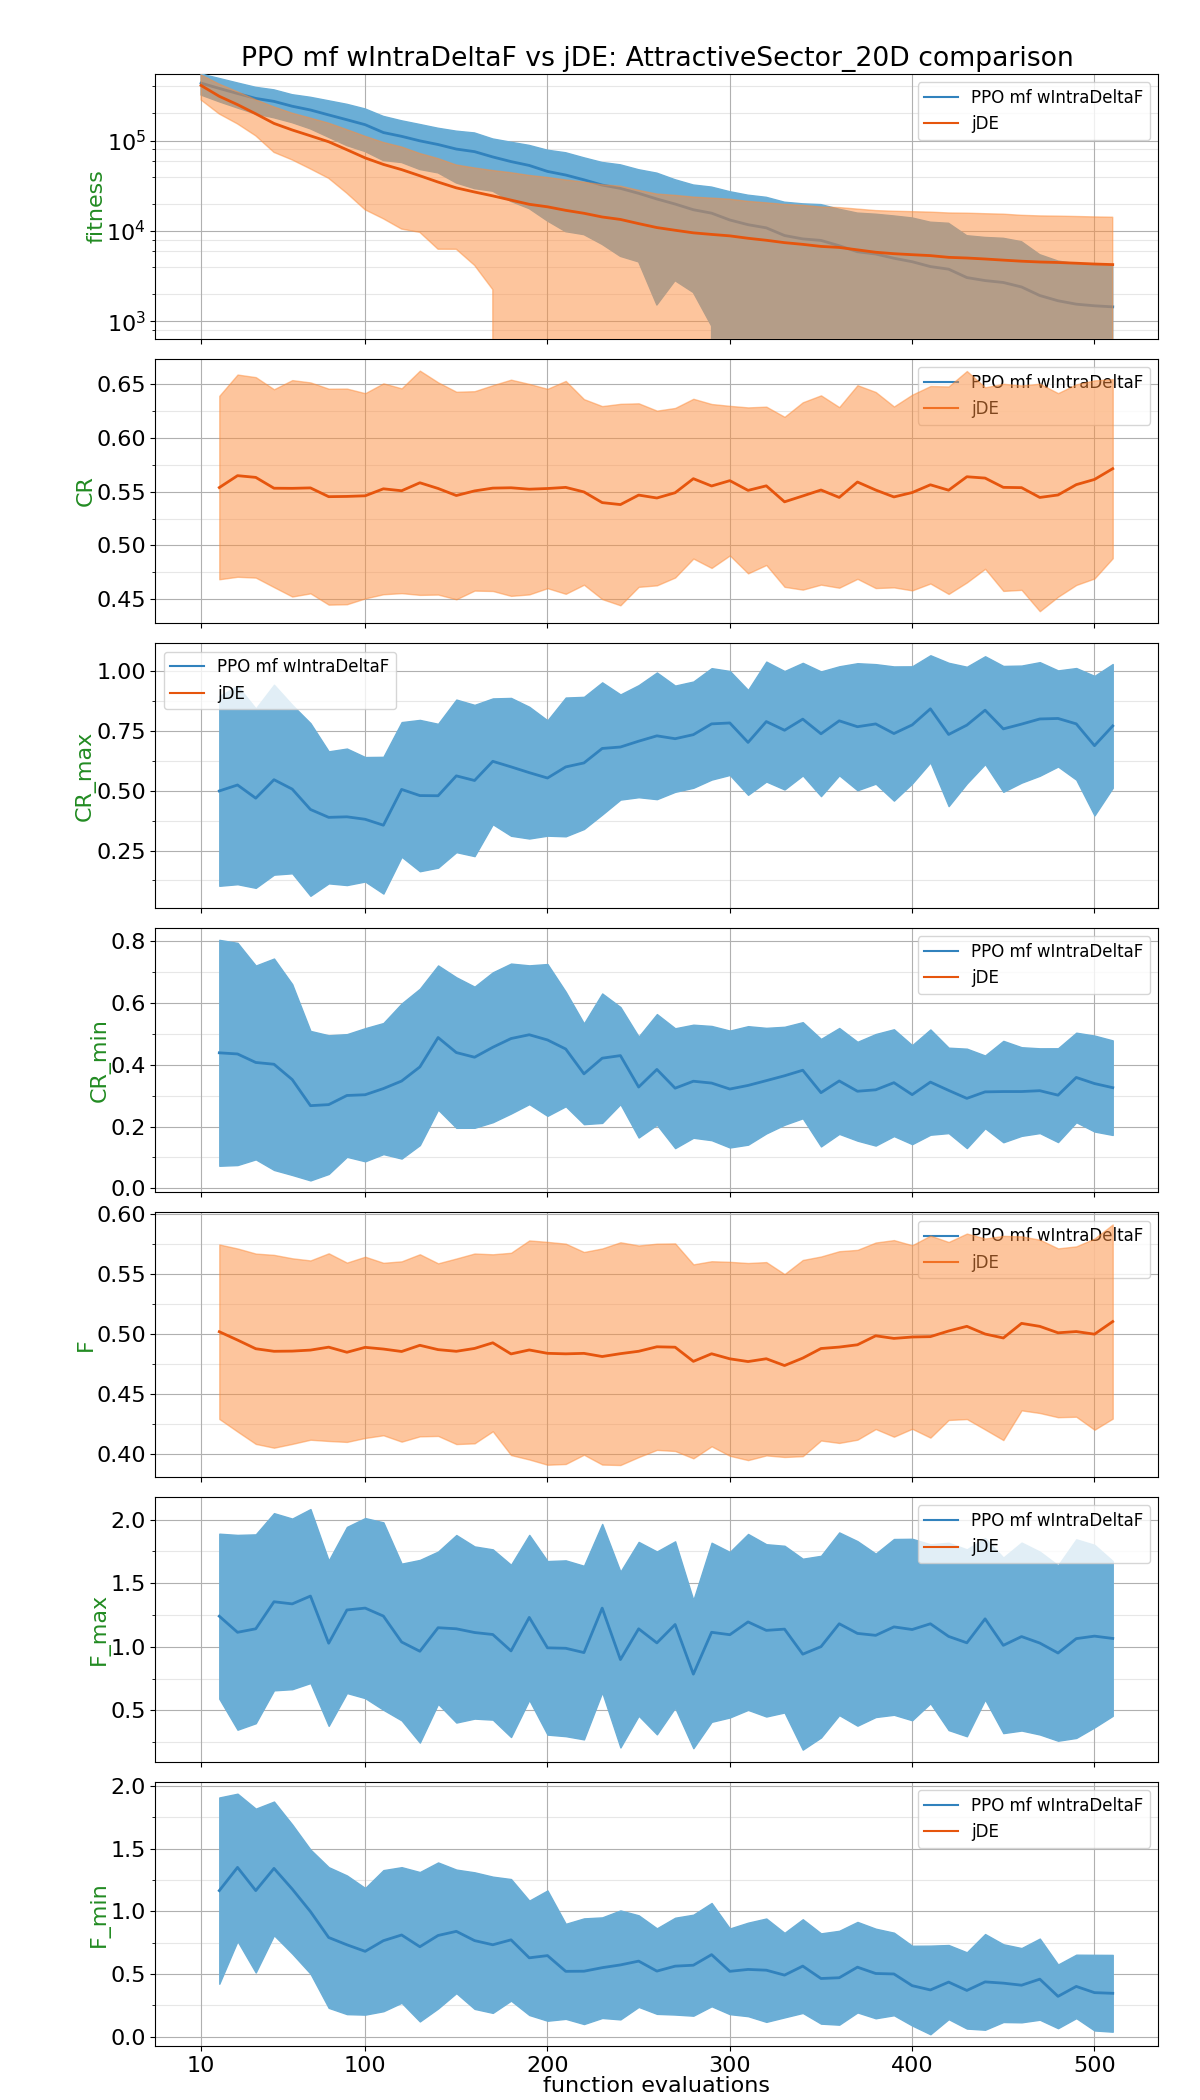 PPO mf wIntraDeltaF vs jDE: AttractiveSector_20D comparison
fitness
10^5
10^4
10^3
PPO mf wIntraDeltaF
jDE
CR
0.65
0.60
0.55
0.50
0.45
PPO mf wIntraDeltaF
jDE
CR_max
1.00
0.75
0.50
0.25
PPO mf wIntraDeltaF
jDE
CR_min
0.8
0.6
0.4
0.2
0.0
PPO mf wIntraDeltaF
jDE
F
0.60
0.55
0.50
0.45
0.40
PPO mf wIntraDeltaF
jDE
F_max
2.0
1.5
1.0
0.5
PPO mf wIntraDeltaF
jDE
F_min
2.0
1.5
1.0
0.5
0.0
PPO mf wIntraDeltaF
jDE
10 100 200 300 400 500
function evaluations